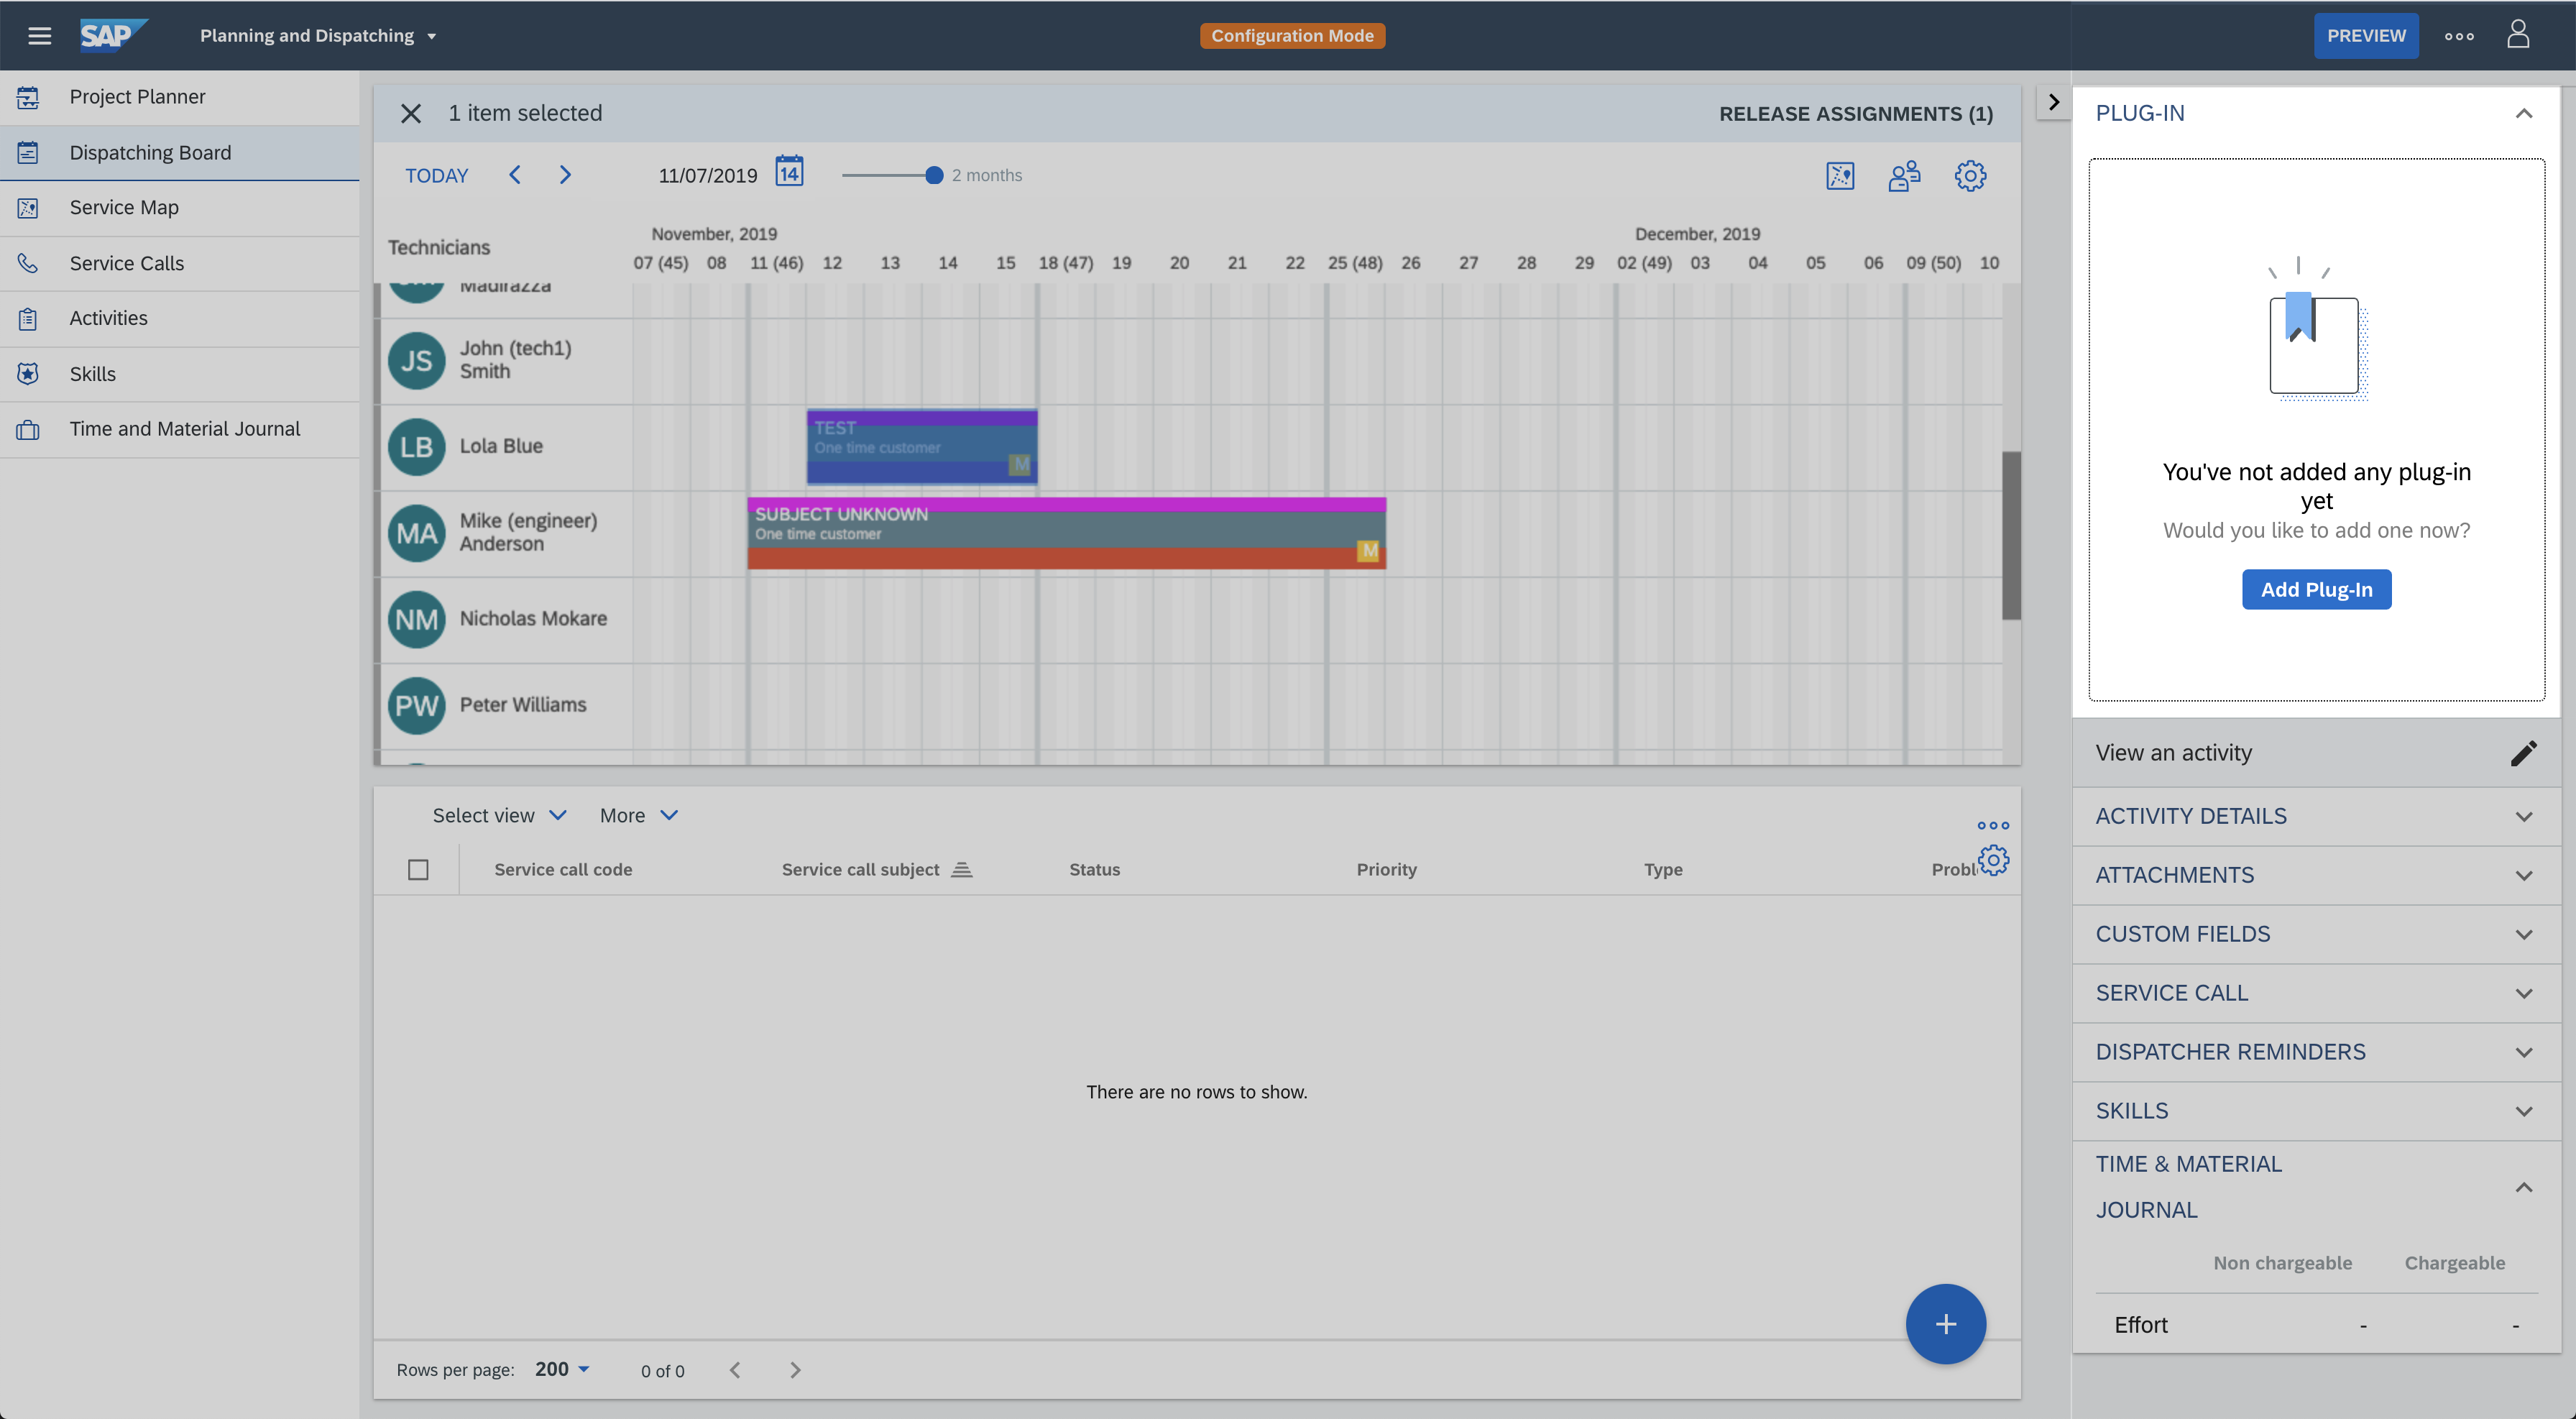 SAP Planning and Dispatching
Configuration Mode
PREVIEW
Project Planner
Dispatching Board
Service Map
Service Calls
Activities
Skills
Time and Material Journal
1 item selected
RELEASE ASSIGNMENTS (1)
TODAY
11/07/2019
14
2 months
Technicians
November, 2019
December, 2019
07 (45) 08 11 (46) 12 13 14 15 18 (47) 19 20 21 22 25 (48) 26 27 28 29 02 (49) 03 04 05 06 09 (50) 10
Madirazza
JS
John (tech1)
Smith
LB
Lola Blue
TEST
One time customer
M
MA
Mike (engineer)
Anderson
SUBJECT UNKNOWN
One time customer
M
NM
Nicholas Mokare
PW
Peter Williams
Select view
More
Service call code
Service call subject
Status
Priority
Type
Probl
There are no rows to show.
Rows per page: 200
0 of 0
PLUG-IN
You've not added any plug-in
yet
Would you like to add one now?
Add Plug-In
View an activity
ACTIVITY DETAILS
ATTACHMENTS
CUSTOM FIELDS
SERVICE CALL
DISPATCHER REMINDERS
SKILLS
TIME & MATERIAL
JOURNAL
Non chargeable
Chargeable
Effort - -